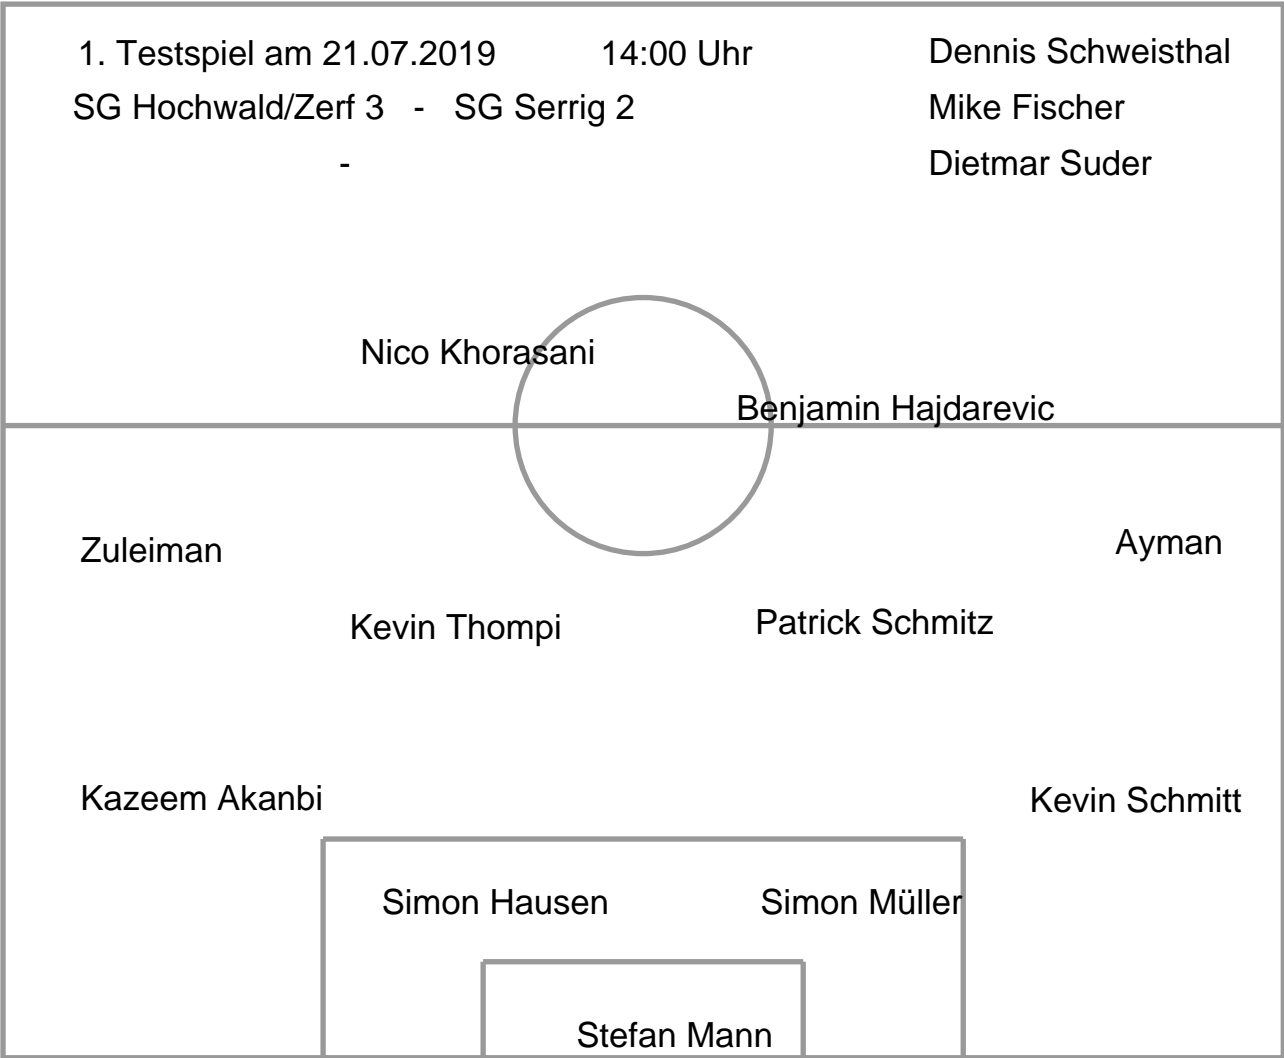 1. Testspiel am 21.07.2019 14:00 Uhr Dennis Schweisthal
SG Hochwald/Zerf 3 - SG Serrig 2 Mike Fischer
- Dietmar Suder
Nico Khorasani
Benjamin Hajdarevic
Zuleiman Ayman
Kevin Thompi Patrick Schmitz
Kazeem Akanbi Kevin Schmitt
Simon Hausen Simon Müller
Stefan Mann